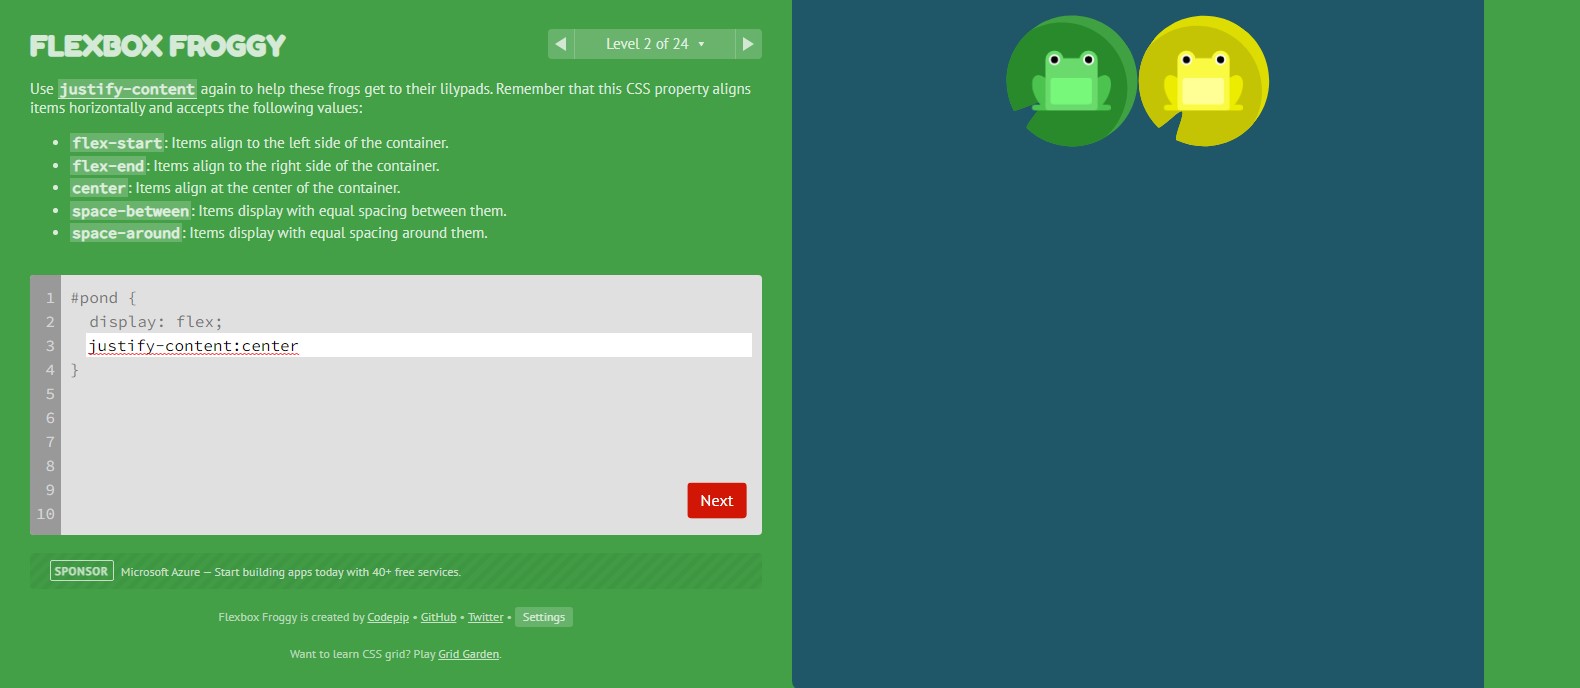 FLEXBOX FROGGY
Level 2 of 24
Use justify-content again to help these frogs get to their lilypads. Remember that this CSS property aligns
items horizontally and accepts the following values:
• flex-start: Items align to the left side of the container.
• flex-end: Items align to the right side of the container.
• center: Items align at the center of the container.
• space-between: Items display with equal spacing between them.
• space-around: Items display with equal spacing around them.
1 #pond {
2 display: flex;
3 justify-content:center
4 }
5
6
7
8
9
10
Next
SPONSOR Microsoft Azure — Start building apps today with 40+ free services.
Flexbox Froggy is created by Codepip • GitHub • Twitter • Settings
Want to learn CSS grid? Play Grid Garden.